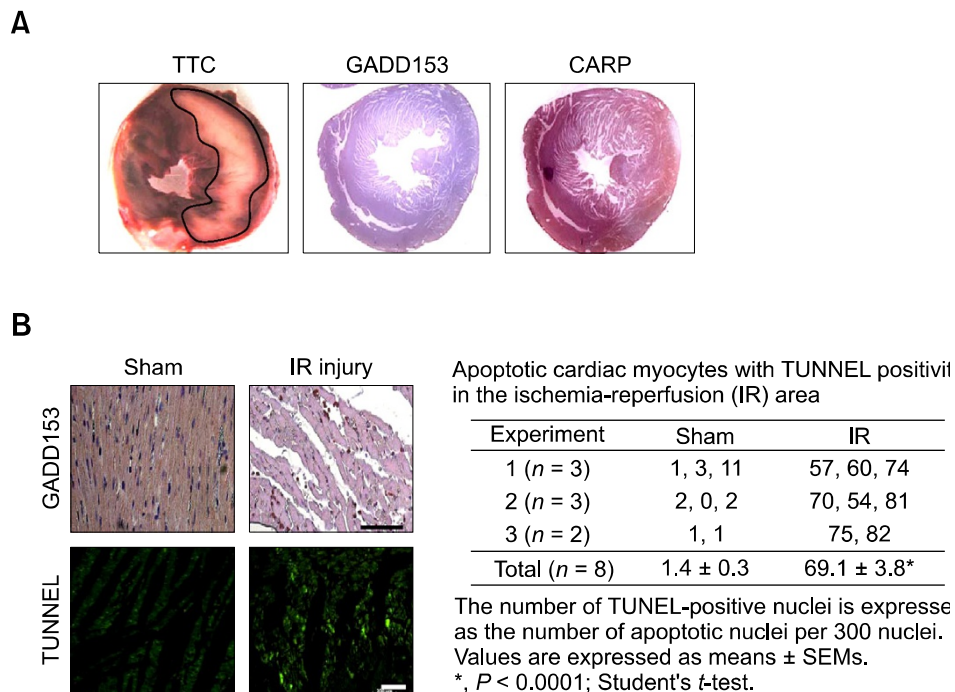 A
TTC
GADD153
CARP
B
Sham
IR injury
GADD153
TUNNEL
Apoptotic cardiac myocytes with TUNNEL positivit
in the ischemia-reperfusion (IR) area
Experiment Sham IR
1 (n = 3) 1, 3, 11 57, 60, 74
2 (n = 3) 2, 0, 2 70, 54, 81
3 (n = 2) 1, 1 75, 82
Total (n = 8) 1.4 ± 0.3 69.1 ± 3.8*
The number of TUNEL-positive nuclei is expresse
as the number of apoptotic nuclei per 300 nuclei.
Values are expressed as means ± SEMs.
*, P < 0.0001; Student's t-test.